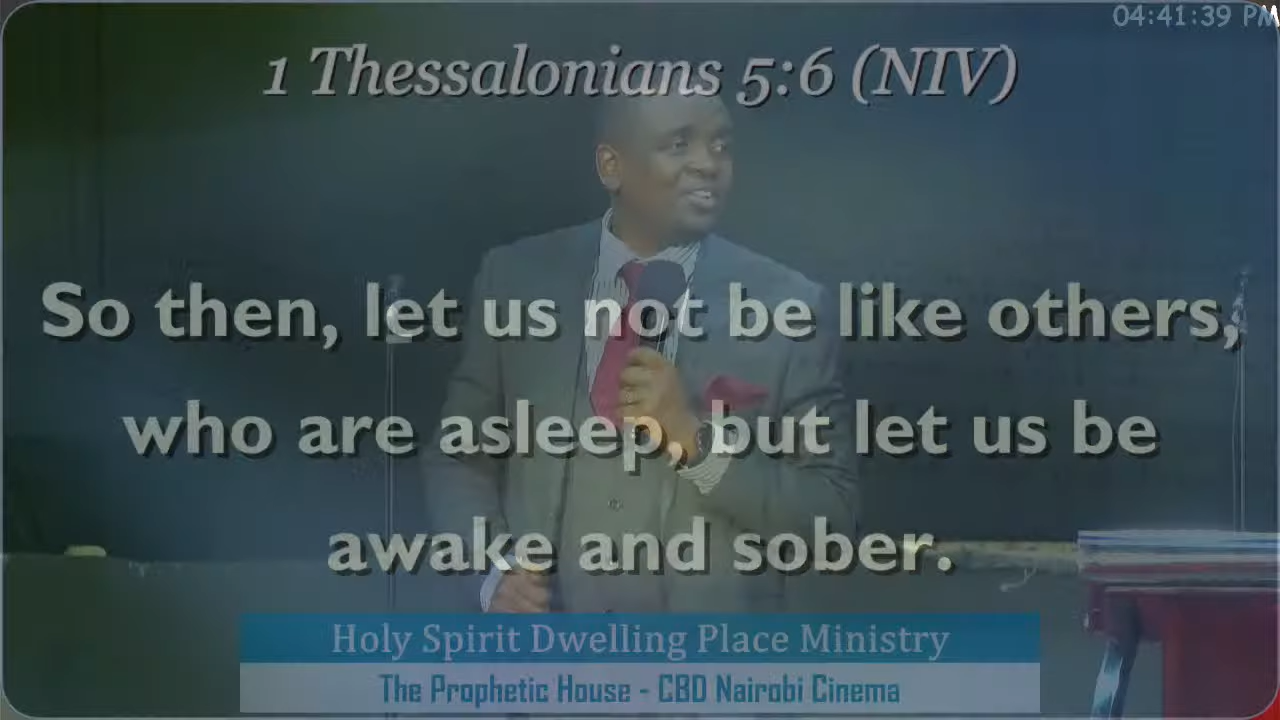 04:41:39 PM
1 Thessalonians 5:6 (NIV)
So then, let us not be like others,
who are asleep, but let us be
awake and sober.
Holy Spirit Dwelling Place Ministry
The Prophetic House - CBD Nairobi Cinema